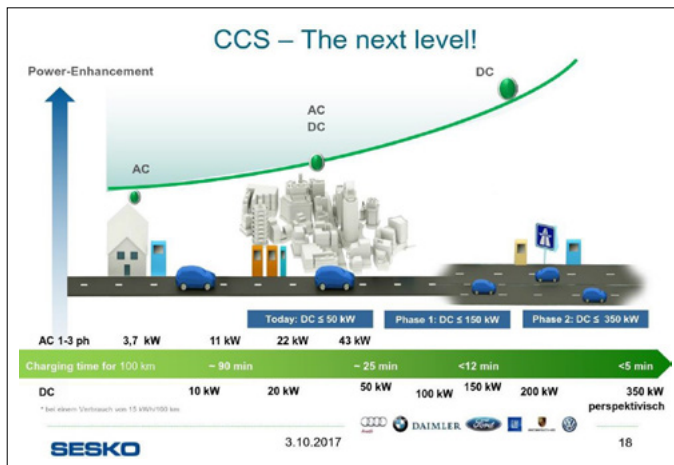 CCS – The next level!
Power-Enhancement
DC
AC
DC
AC
Today: DC ≤ 50 kW
Phase 1: DC ≤ 150 kW
Phase 2: DC ≤ 350 kW
AC 1-3 ph 3,7 kW 11 kW 22 kW 43 kW
Charging time for 100 km ~ 90 min ~ 25 min <12 min <5 min
DC 10 kW 20 kW 50 kW 100 kW 150 kW 200 kW 350 kW
perspektivisch
* bei einem Verbrauch von 15 kWh/100 km
SESKO
3.10.2017
Audi
DAIMLER
Ford
GM
18